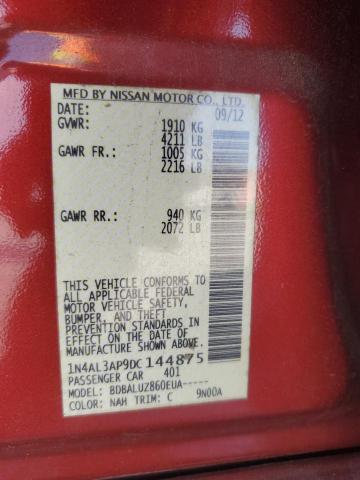 MFD BY NISSAN MOTOR CO., LTD.
DATE: 09/12
GVWR: 1910 KG
4211 LB
GAWR FR.: 1005 KG
2216 LB
GAWR RR.: 940 KG
2072 LB
THIS VEHICLE CONFORMS TO
ALL APPLICABLE FEDERAL
MOTOR VEHICLE SAFETY,
BUMPER, AND THEFT
PREVENTION STANDARDS IN
EFFECT ON THE DATE OF
MANUFACTURE SHOWN ABOVE.
1N4AL3AP9DC144875
PASSENGER CAR 401
MODEL: BDBALUZ860EUA-----
COLOR: NAH TRIM: C 9N00A